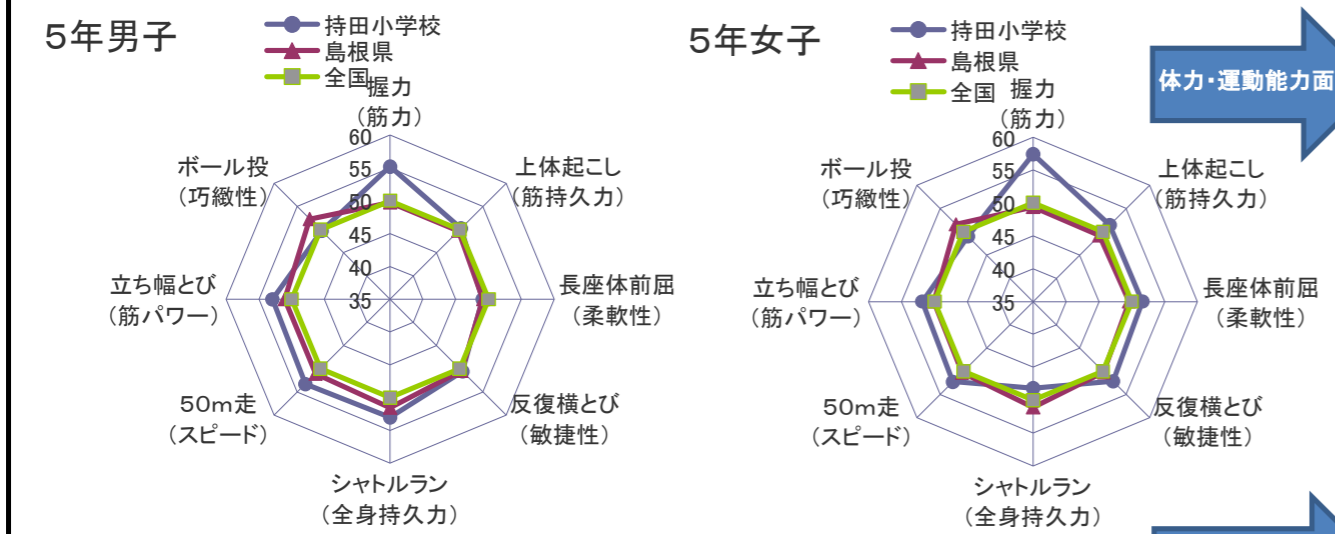 5年男子
持田小学校
島根県
全国
握力
(筋力)
上体起こし
(筋持久力)
長座体前屈
(柔軟性)
反復横とび
(敏捷性)
シャトルラン
(全身持久力)
50m走
(スピード)
立ち幅とび
(筋パワー)
ボール投
(巧緻性)
60
55
50
45
40
35
5年女子
持田小学校
島根県
全国
握力
(筋力)
上体起こし
(筋持久力)
長座体前屈
(柔軟性)
反復横とび
(敏捷性)
シャトルラン
(全身持久力)
50m走
(スピード)
立ち幅とび
(筋パワー)
ボール投
(巧緻性)
60
55
50
45
40
35
体力・運動能力面